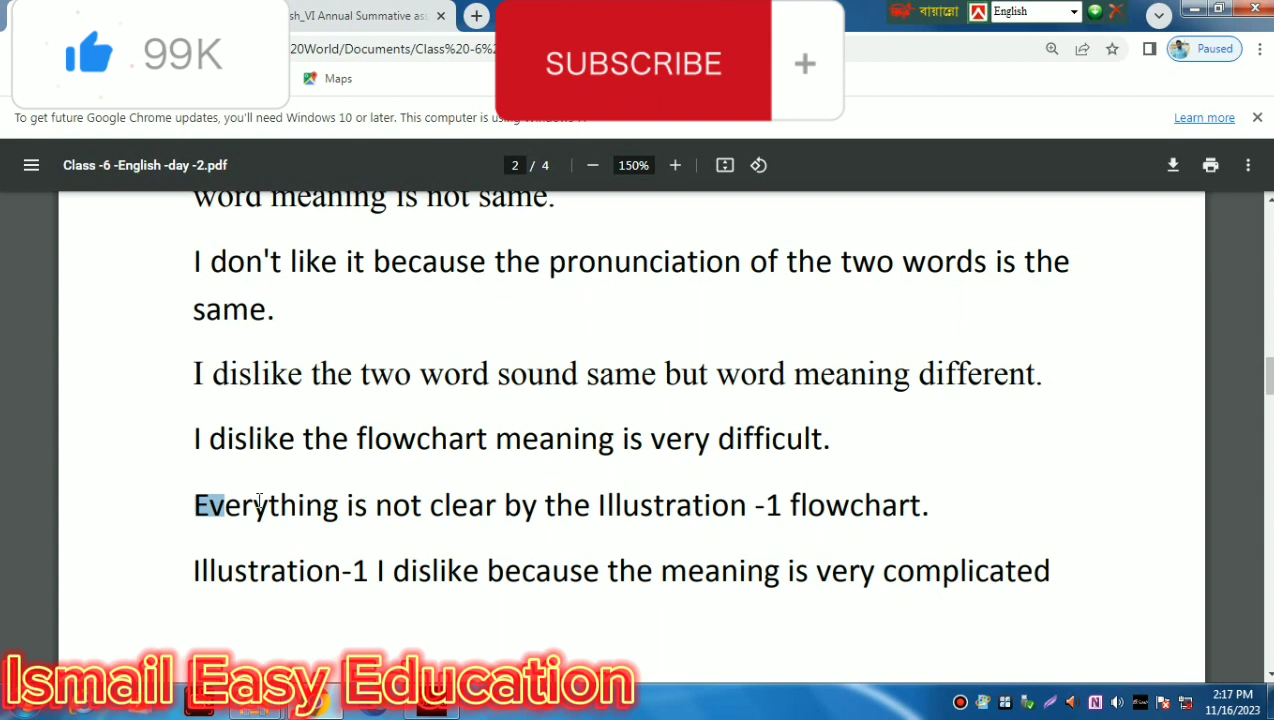 sh_VI Annual Summative as:
English
99K
SUBSCRIBE
20World/Documents/Class%20-6%
Paused
Maps
To get future Google Chrome updates, you'll need Windows 10 or later. This computer is using
Learn more
Class -6 -English -day -2.pdf
2 / 4
150%
word meaning is not same.
I don't like it because the pronunciation of the two words is the
same.
I dislike the two word sound same but word meaning different.
I dislike the flowchart meaning is very difficult.
Everything is not clear by the Illustration -1 flowchart.
Illustration-1 I dislike because the meaning is very complicated
Ismail Easy Education
2:17 PM
11/16/2023